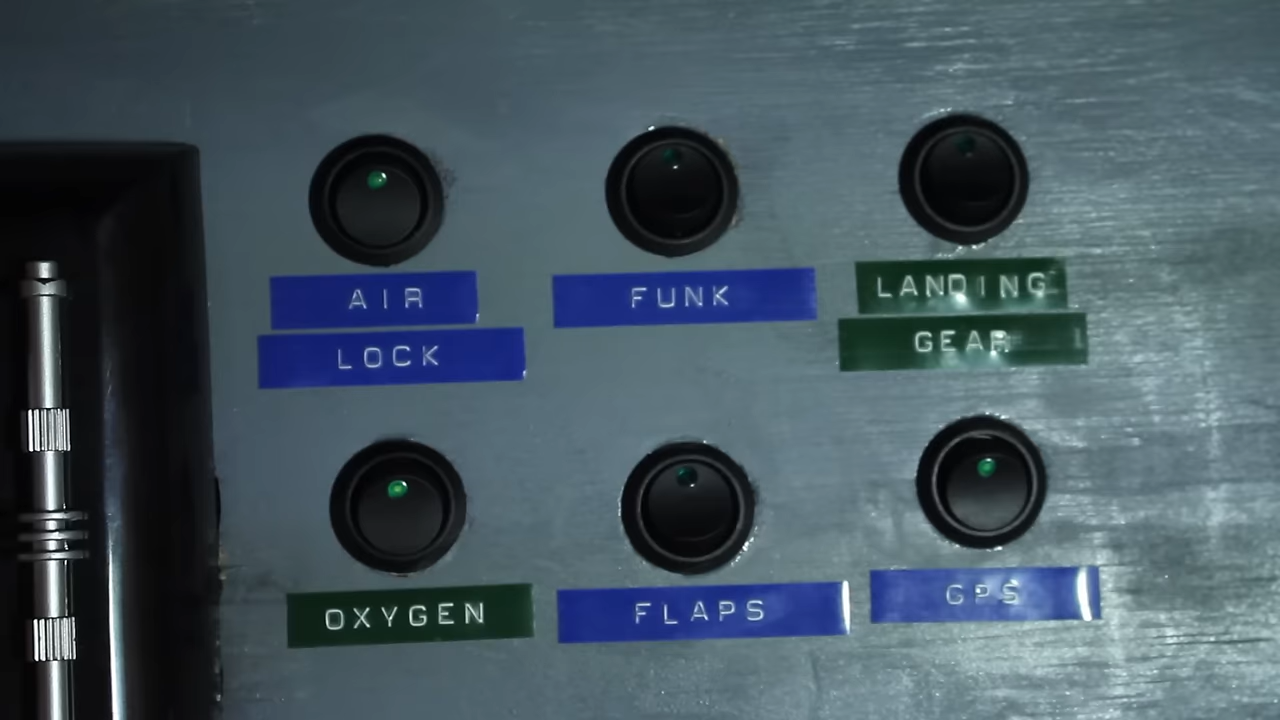 AIR
LOCK
FUNK
LANDING
GEAR
OXYGEN
FLAPS
GPS